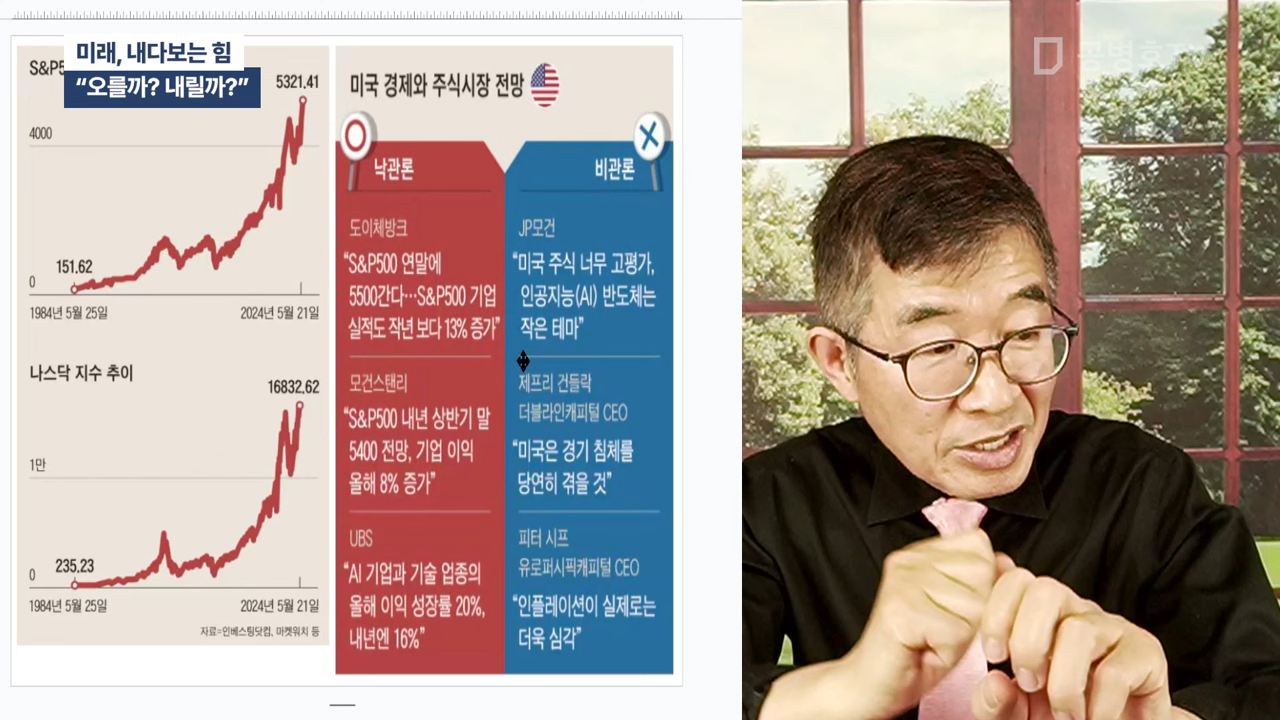 미래, 내다보는 힘
“오를까? 내릴까?”
S&P5
5321.41
4000
151.62
0
1984년 5월 25일
2024년 5월 21일
나스닥 지수 추이
16832.62
1만
235.23
0
1984년 5월 25일
2024년 5월 21일
자료=인베스팅닷컴, 마켓워치 등
미국 경제와 주식시장 전망
낙관론
도이체방크
“S&P500 연말에
5500간다…S&P500 기업
실적도 작년 보다 13% 증가”
모건스탠리
“S&P500 내년 상반기 말
5400 전망, 기업 이익
올해 8% 증가”
UBS
“AI 기업과 기술 업종의
올해 이익 성장률 20%,
내년엔 16%”
비관론
JP모건
“미국 주식 너무 고평가,
인공지능(AI) 반도체는
작은 테마”
제프리 건들락
더블라인캐피털 CEO
“미국은 경기 침체를
당연히 겪을 것”
피터 시프
유로퍼시픽캐피털 CEO
“인플레이션이 실제로는
더욱 심각”
공병호